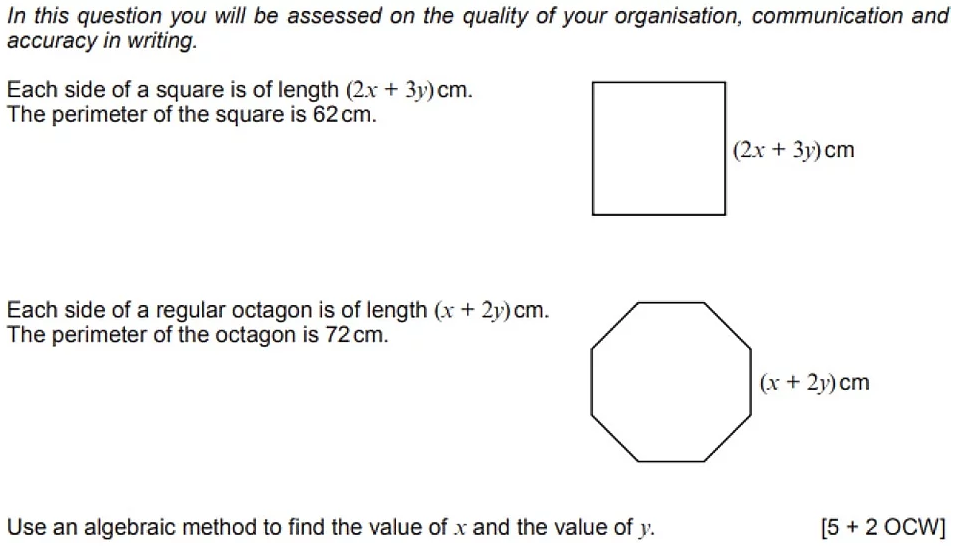 In this question you will be assessed on the quality of your organisation, communication and
accuracy in writing.
Each side of a square is of length (2x + 3y) cm.
The perimeter of the square is 62 cm.
(2x + 3y) cm
Each side of a regular octagon is of length (x + 2y) cm.
The perimeter of the octagon is 72 cm.
(x + 2y) cm
Use an algebraic method to find the value of x and the value of y. [5 + 2 OCW]